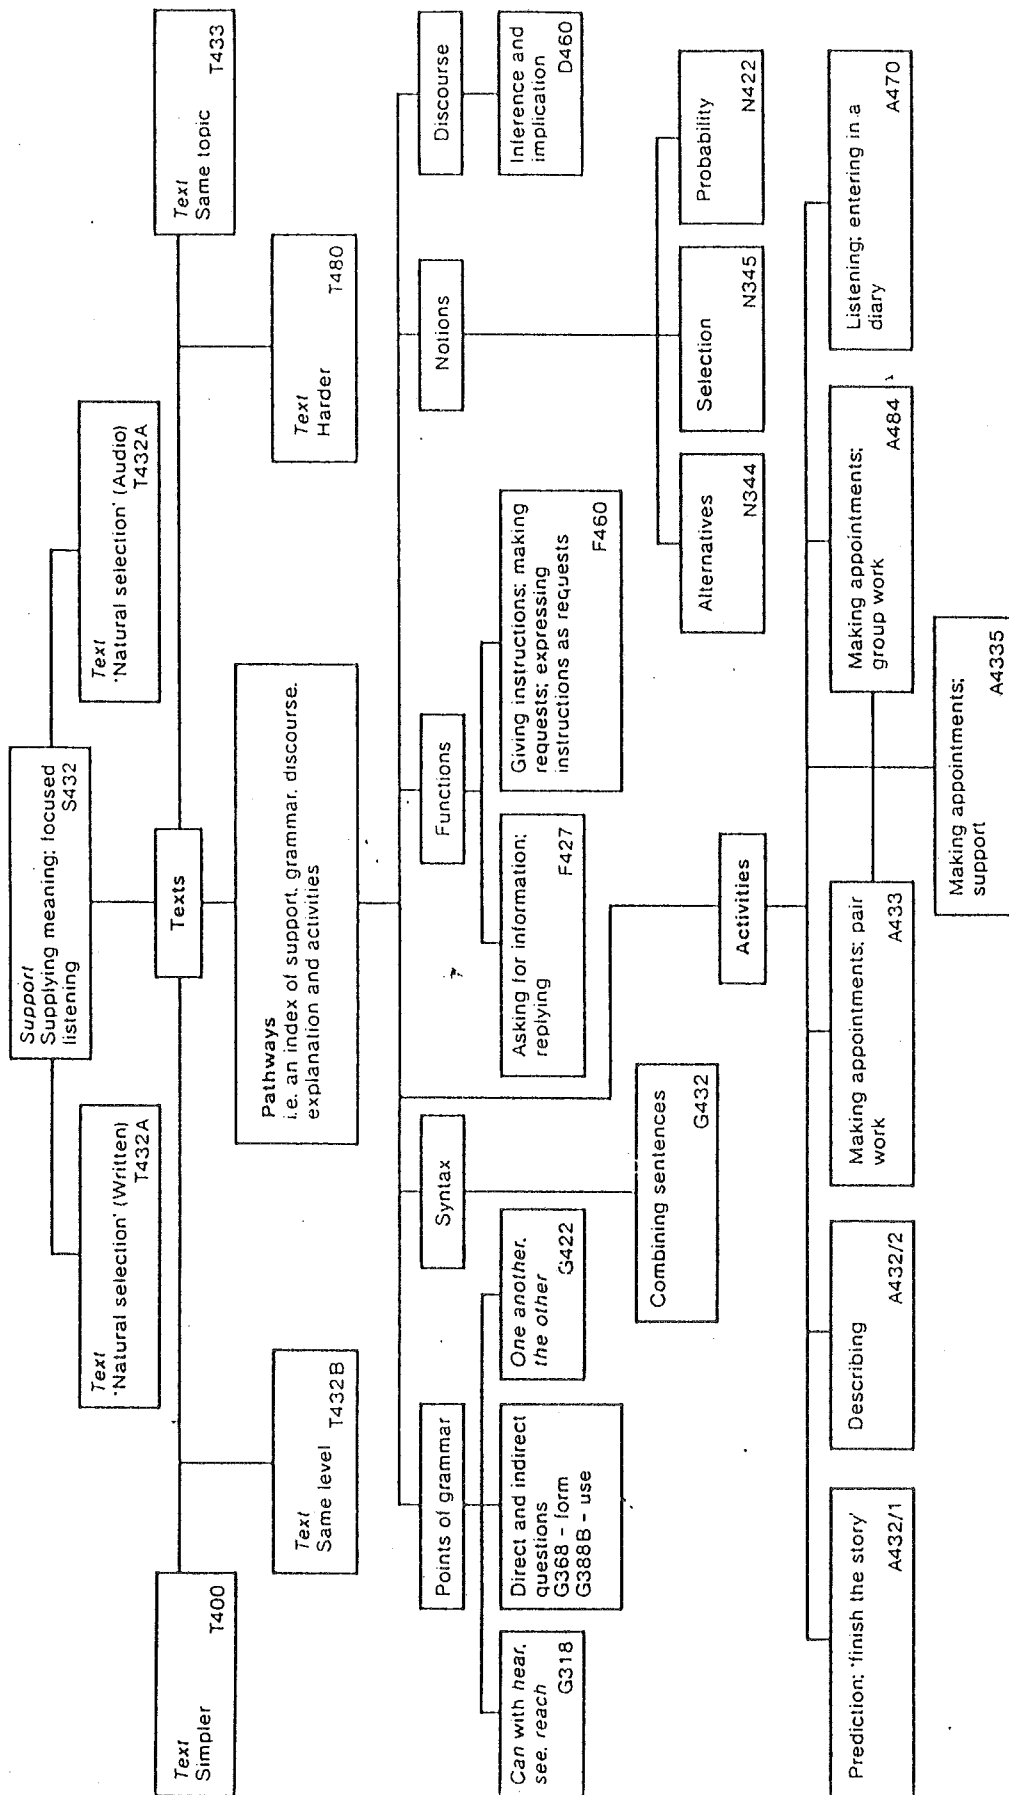 Support
Supplying meaning; focused
listening
S432
Text
'Natural selection' (Written)
T432A
Text
'Natural selection' (Audio)
T432A
Text
Simpler
T400
Texts
Text
Same topic
T433
Text
Same level
T432B
Pathways
i.e. an index of support, grammar, discourse.
explanation and activities
Text
Harder
T480
Points of grammar
Syntax
Functions
Notions
Discourse
Can with hear,
see, reach
G318
Direct and indirect
questions
G368 – form
G388B – use
One another,
the other
G422
Combining sentences
G432
Asking for information;
replying
F427
Giving instructions; making
requests; expressing
instructions as requests
F460
Alternatives
N344
Selection
N345
Probability
N422
Inference and
implication
D460
Activities
Prediction; 'finish the story'
A432/1
Describing
A432/2
Making appointments; pair
work
A433
Making appointments;
group work
A484
Listening; entering in a
diary
A470
Making appointments;
support
A4335